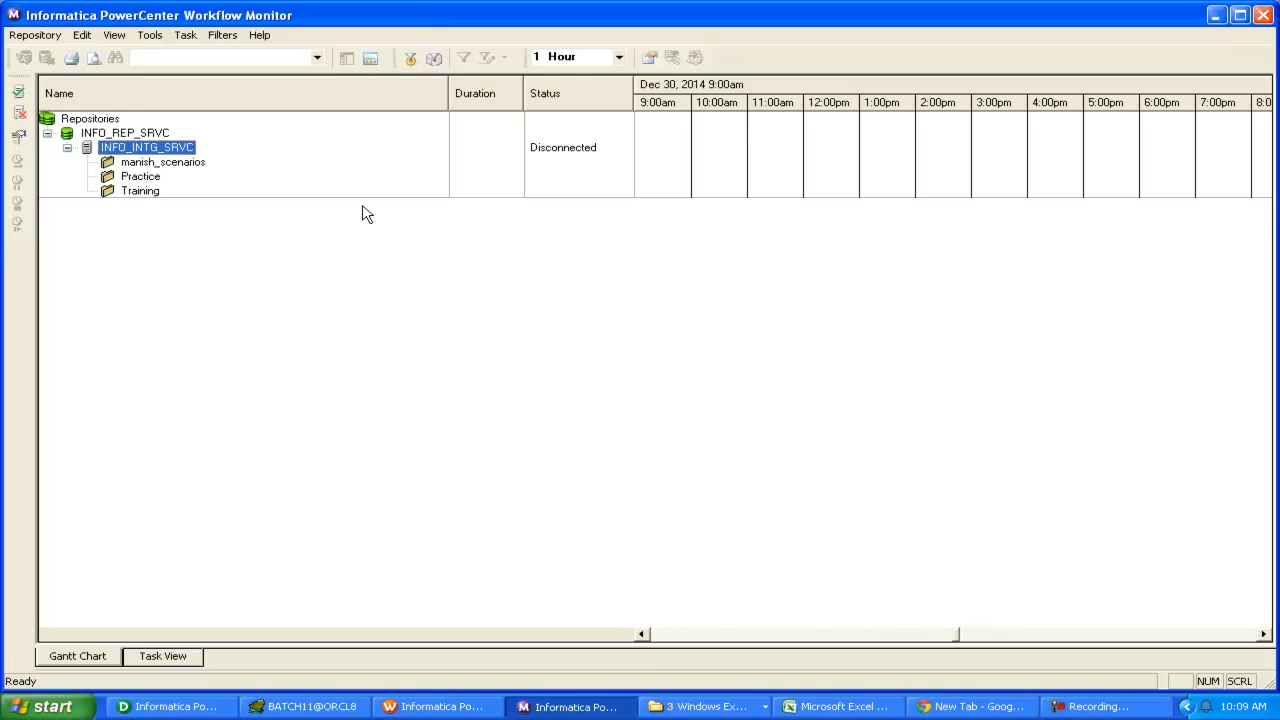 Informatica PowerCenter Workflow Monitor
Repository Edit View Tools Task Filters Help
1 Hour
Name Duration Status Dec 30, 2014 9:00am
9:00am 10:00am 11:00am 12:00pm 1:00pm 2:00pm 3:00pm 4:00pm 5:00pm 6:00pm 7:00pm 8:0
Repositories
INFO_REP_SRVC
INFO_INTG_SRVC Disconnected
manish_scenarios
Practice
Training
Gantt Chart Task View
Ready NUM SCRL
start Informatica Po... BATCH11@ORCL8 Informatica Po... Informatica Po... 3 Windows Ex... Microsoft Excel ... New Tab - Goog... Recording... 10:09 AM